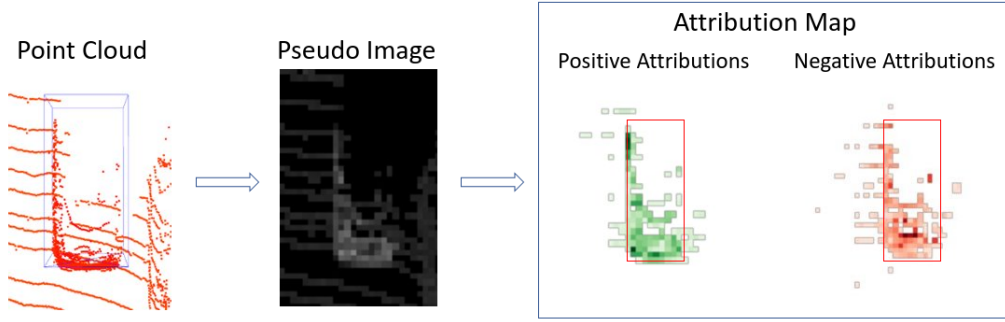 Point Cloud
Pseudo Image
Attribution Map
Positive Attributions
Negative Attributions